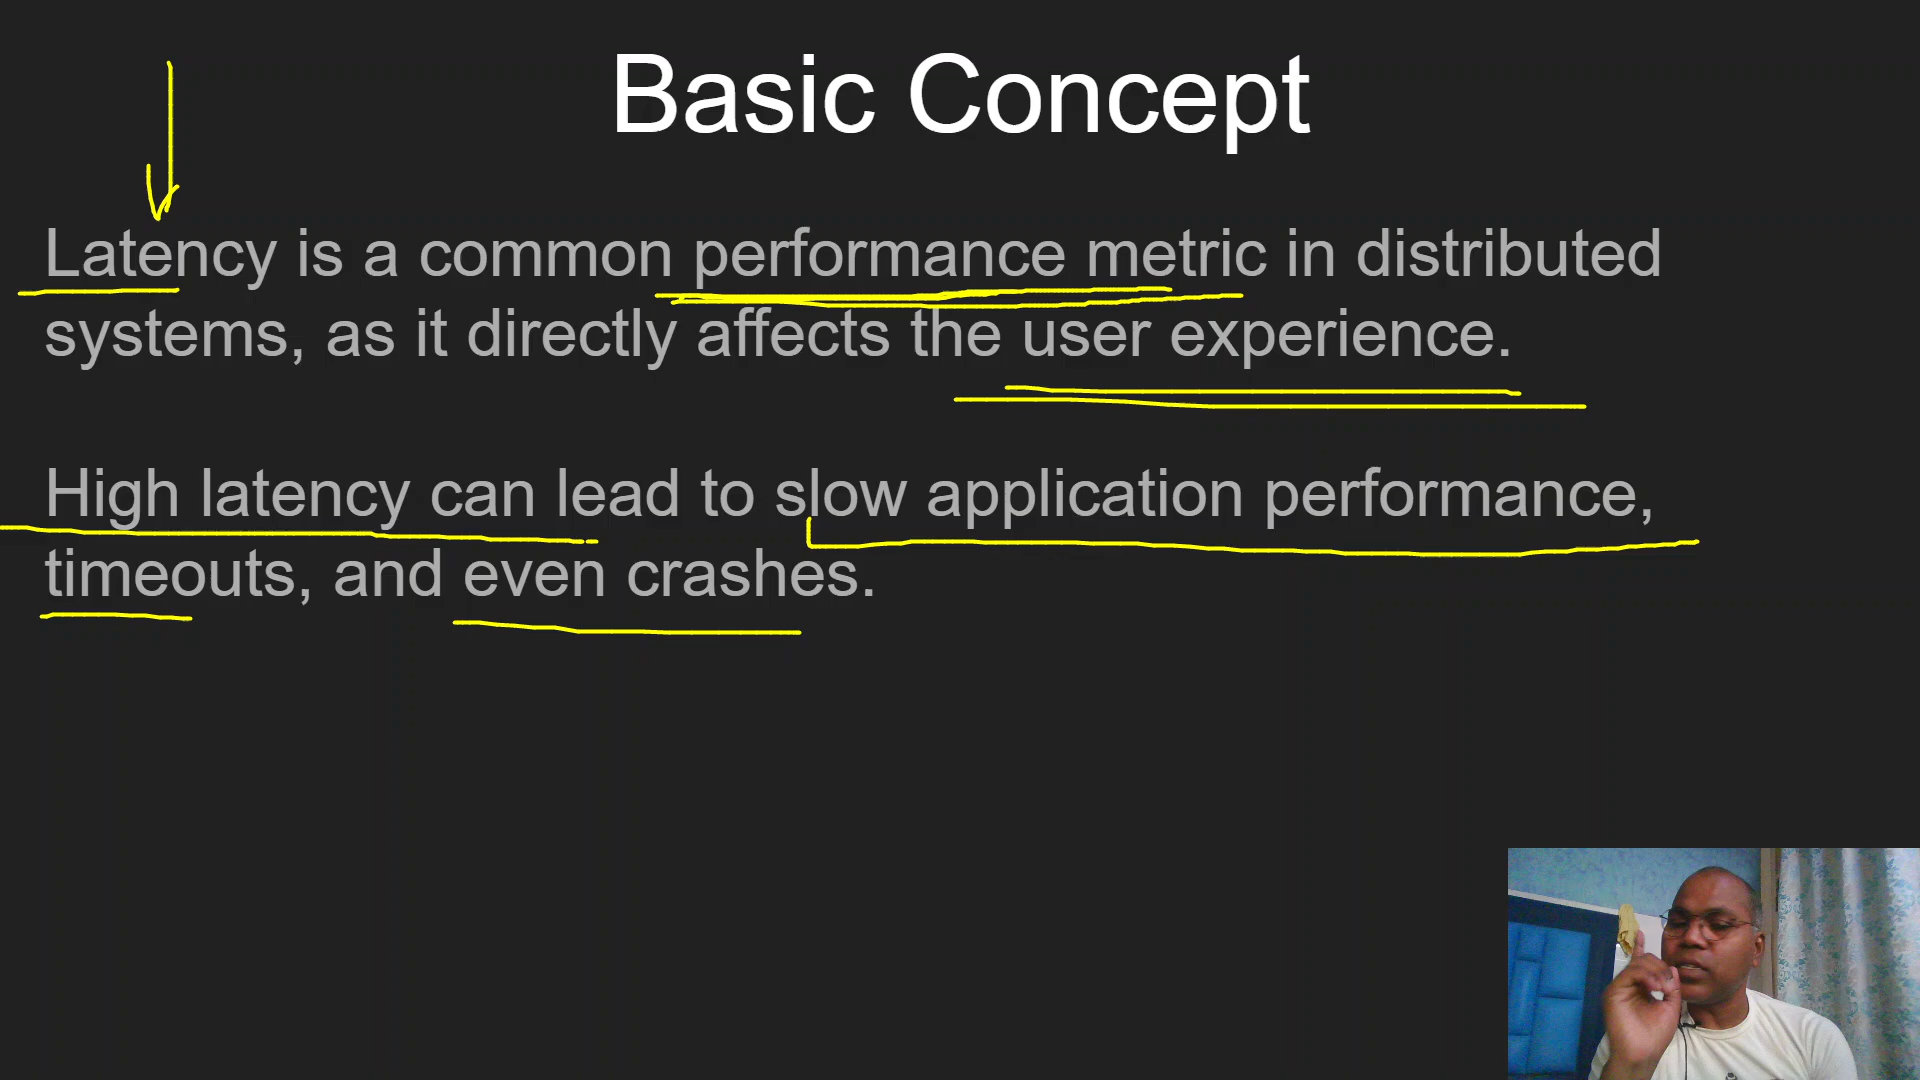 Basic Concept
Latency is a common performance metric in distributed
systems, as it directly affects the user experience.
High latency can lead to slow application performance,
timeouts, and even crashes.